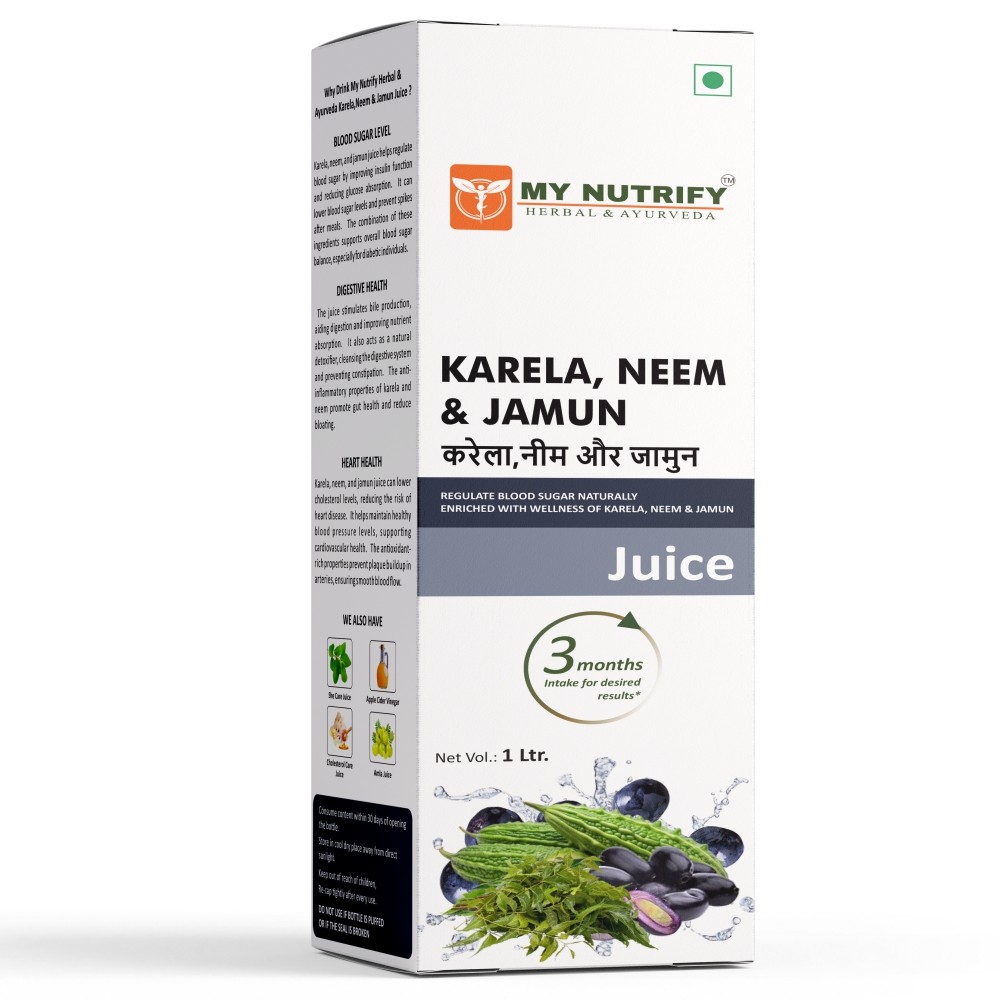 Why Drink My Nutrify Herbal &
Ayurveda Karela,Neem & Jamun Juice ?
BLOOD SUGAR LEVEL
Karela, neem, and jamun juice helps regulate
blood sugar by improving insulin function
and reducing glucose absorption. It can
lower blood sugar levels and prevent spikes
after meals. The combination of these
ingredients supports overall blood sugar
balance, especially for diabetic individuals.
DIGESTIVE HEALTH
The juice stimulates bile production,
aiding digestion and improving nutrient
absorption. It also acts as a natural
detoxifier, cleansing the digestive system
and preventing constipation. The anti-
inflammatory properties of karela and
neem promote gut health and reduce
bloating.
HEART HEALTH
Karela, neem, and jamun juice can lower
cholesterol levels, reducing the risk of
heart disease. It helps maintain healthy
blood pressure levels, supporting
cardiovascular health. The antioxidant-
rich properties prevent plaque buildup in
arteries, ensuring smooth blood flow.
WE ALSO HAVE
She Care Juice
Apple Cider Vinegar
Cholesterol Care
Juice
Amla Juice
Consume content within 30 days of opening
the bottle.
Store in cool dry place away from direct
sunlight.
Keep out of reach of children,
Re-cap tightly after every use.
DO NOT USE IF BOTTLE IS PUFFED
OR IF THE SEAL IS BROKEN
MY NUTRIFY TM
HERBAL & AYURVEDA
KARELA, NEEM
& JAMUN
करेला,नीम और जामुन
REGULATE BLOOD SUGAR NATURALLY
ENRICHED WITH WELLNESS OF KARELA, NEEM & JAMUN
Juice
3 months
Intake for desired
results*
Net Vol.: 1 Ltr.